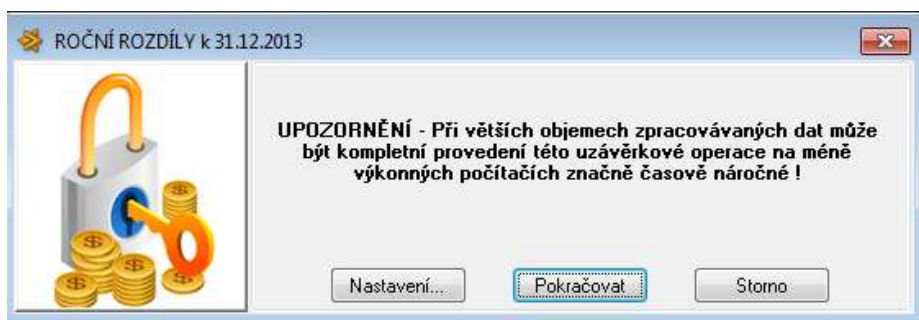 ROČNÍ ROZDÍLY k 31.12.2013
UPOZORNĚNÍ - Při větších objemech zpracovávaných dat může
být kompletní provedení této uzávěrkové operace na méně
výkonných počítačích značně časově náročné !
Nastavení... Pokračovat Storno